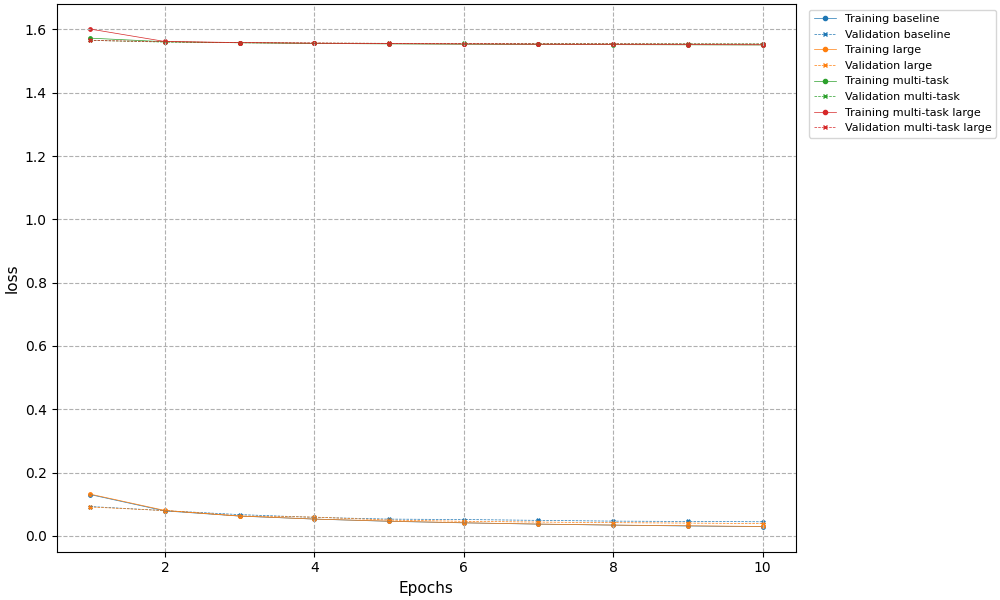 1.6
1.4
1.2
1.0
0.8
0.6
0.4
0.2
0.0
loss
2
4
6
8
10
Epochs
Training baseline
Validation baseline
Training large
Validation large
Training multi-task
Validation multi-task
Training multi-task large
Validation multi-task large